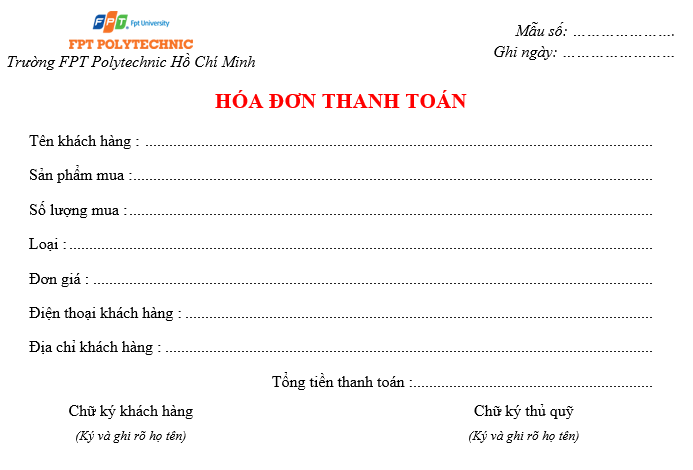 FPT Fpt University
FPT POLYTECHNIC
Trường FPT Polytechnic Hồ Chí Minh
Mẫu số: ………………….
Ghi ngày: ……………………
HÓA ĐƠN THANH TOÁN
Tên khách hàng : ...............................................................
Sản phẩm mua :...............................................................
Số lượng mua :...............................................................
Loại :...............................................................
Đơn giá : ...............................................................
Điện thoại khách hàng : ...............................................................
Địa chỉ khách hàng : ...............................................................
Tổng tiền thanh toán :...............................................................
Chữ ký khách hàng
(Ký và ghi rõ họ tên)
Chữ ký thủ quỹ
(Ký và ghi rõ họ tên)